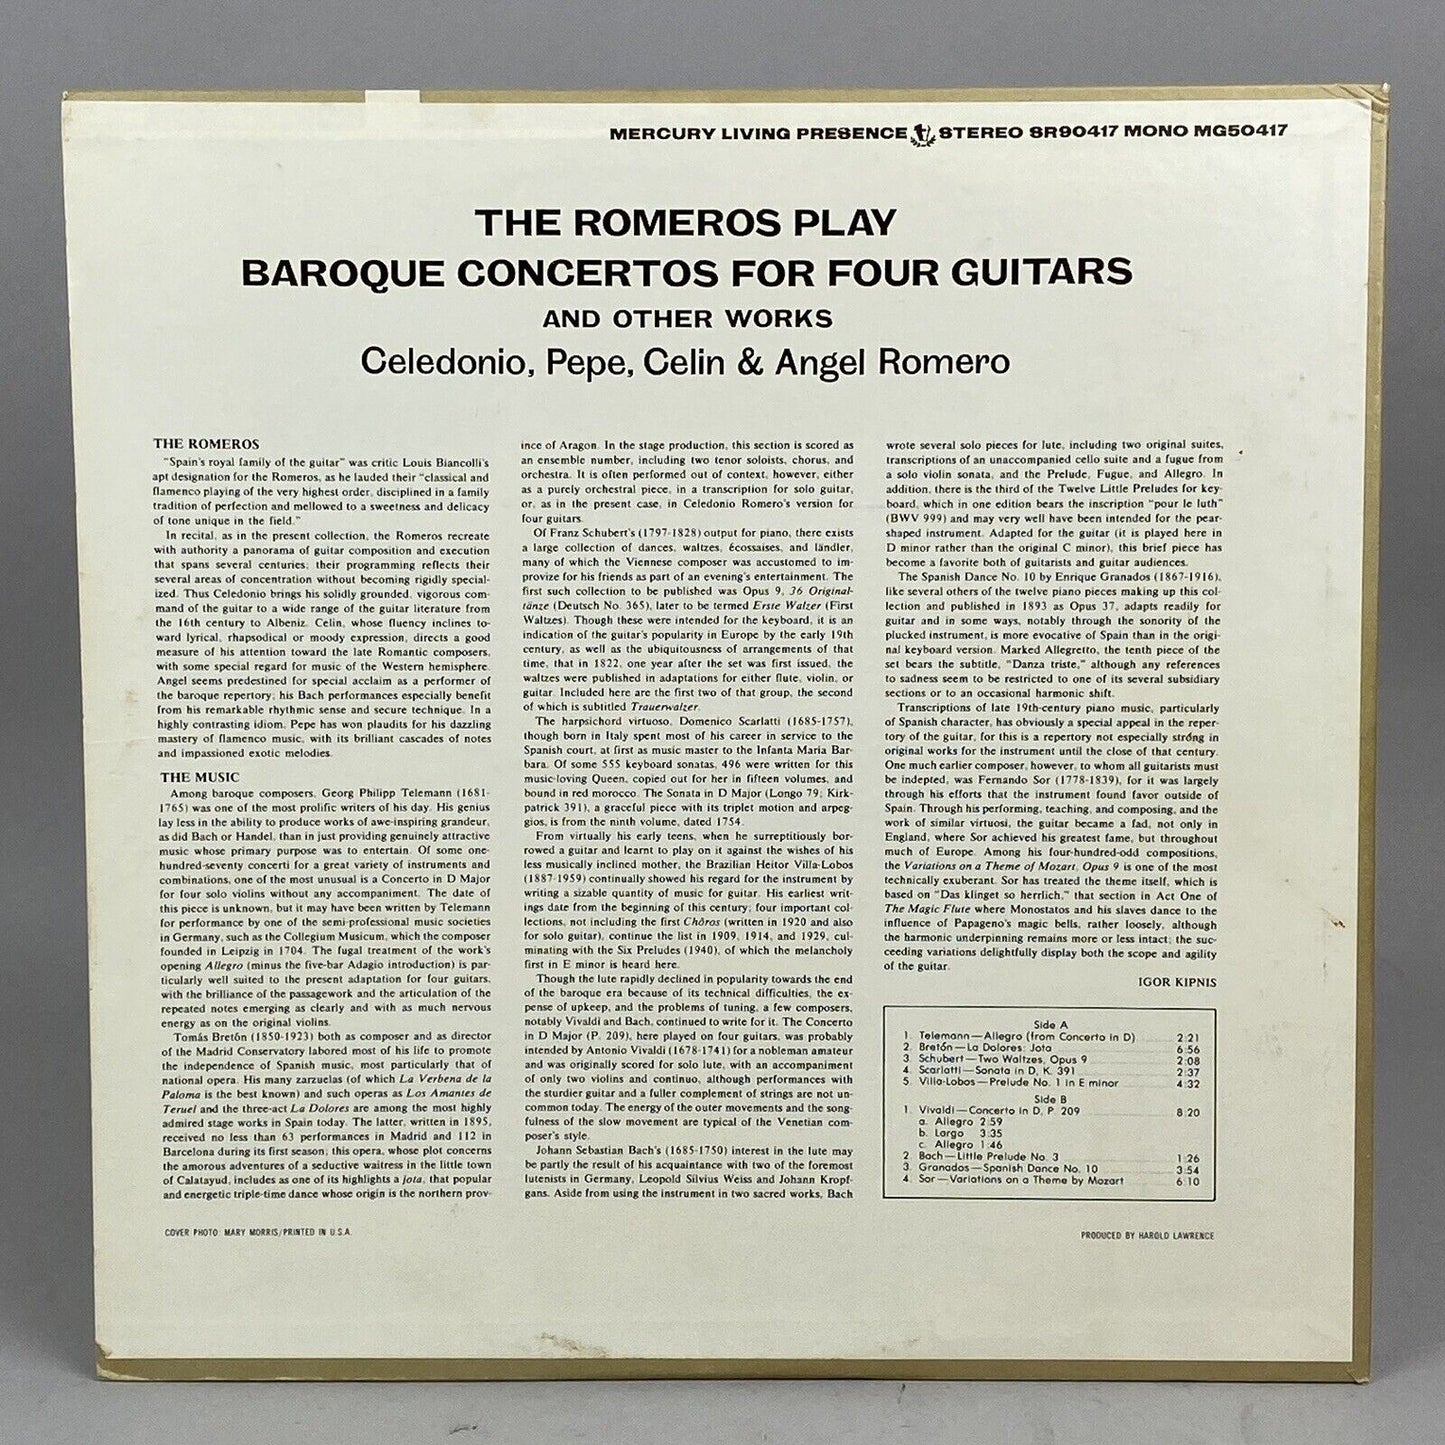 MERCURY LIVING PRESENCE STEREO SR90417 MONO MG50417
THE ROMEROS PLAY
BAROQUE CONCERTOS FOR FOUR GUITARS
AND OTHER WORKS
Celedonio, Pepe, Celin & Angel Romero
THE ROMEROS
"Spain's royal family of the guitar" was critic Louis Biancolli's
apt designation for the Romeros, as he lauded their "classical and
flamenco playing of the very highest order, disciplined in a family
tradition of perfection and mellowed to a sweetness and delicacy
of tone unique in the field."
In recital, as in the present collection, the Romeros recreate
with authority a panorama of guitar composition and execution
that spans several centuries; their programming reflects their
several areas of concentration without becoming rigidly special-
ized. Thus Celedonio brings his solidly grounded, vigorous com-
mand of the guitar to a wide range of the guitar literature from
the 16th century to Albeniz. Celin, whose fluency inclines to-
ward lyrical, rhapsodical or moody expression, directs a good
measure of his attention toward the late Romantic composers,
with some special regard for music of the Western hemisphere.
Angel seems predestined for special acclaim as a performer of
the baroque repertory; his Bach performances especially benefit
from his remarkable rhythmic sense and secure technique. In a
highly contrasting idiom, Pepe has won plaudits for his dazzling
mastery of flamenco music, with its brilliant cascades of notes
and impassioned exotic melodies.
THE MUSIC
Among baroque composers, Georg Philipp Telemann (1681-
1765) was one of the most prolific writers of his day. His genius
lay less in the ability to produce works of awe-inspiring grandeur,
as did Bach or Handel, than in just providing genuinely attractive
music whose primary purpose was to entertain. Of some one-
hundred-seventy concerti for a great variety of instruments and
combinations, one of the most unusual is a Concerto in D Major
for four solo violins without any accompaniment. The date of
this piece is unknown, but it may have been written by Telemann
for performance by one of the semi-professional music societies
in Germany, such as the Collegium Musicum, which the composer
founded in Leipzig in 1704. The fugal treatment of the work's
opening Allegro (minus the five-bar Adagio introduction) is par-
ticularly well suited to the present adaptation for four guitars,
with the brilliance of the passagework and the articulation of the
repeated notes emerging as clearly and with as much nervous
energy as on the original violins.
Tomás Bretón (1850-1923) both as composer and as director
of the Madrid Conservatory labored most of his life to promote
the independence of Spanish music, most particularly that of
national opera. His many zarzuelas (of which La Verbena de la
Paloma is the best known) and such operas as Los Amantes de
Teruel and the three-act La Dolores are among the most highly
admired stage works in Spain today. The latter, written in 1895,
received no less than 63 performances in Madrid and 112 in
Barcelona during its first season; this opera, whose plot concerns
the amorous adventures of a seductive waitress in the little town
of Calatayud, includes as one of its highlights a jota, that popular
and energetic triple-time dance whose origin is the northern prov-
ince of Aragon. In the stage production, this section is scored as
an ensemble number, including two tenor soloists, chorus, and
orchestra. It is often performed out of context, however, either
as a purely orchestral piece, in a transcription for solo guitar,
or, as in the present case, in Celedonio Romero's version for
four guitars.
Of Franz Schubert's (1797-1828) output for piano, there exists
a large collection of dances, waltzes, écossaises, and ländler,
many of which the Viennese composer was accustomed to im-
provize for his friends as part of an evening's entertainment. The
first such collection to be published was Opus 9, 36 Original-
tänze (Deutsch No. 365), later to be termed Erste Walzer (First
Waltzes). Though these were intended for the keyboard, it is an
indication of the guitar's popularity in Europe by the early 19th
century, as well as the ubiquitousness of arrangements of that
time, that in 1822, one year after the set was first issued, the
waltzes were published in adaptations for either flute, violin, or
guitar. Included here are the first two of that group, the second
of which is subtitled Trauerwalzer.
The harpsichord virtuoso, Domenico Scarlatti (1685-1757),
though born in Italy spent most of his career in service to the
Spanish court, at first as music master to the Infanta Maria Bar-
bara. Of some 555 keyboard sonatas, 496 were written for this
music-loving Queen, copied out for her in fifteen volumes, and
bound in red morocco. The Sonata in D Major (Longo 79; Kirk-
patrick 391), a graceful piece with its triplet motion and arpeg-
gios, is from the ninth volume, dated 1754.
From virtually his early teens, when he surreptitiously bor-
rowed a guitar and learnt to play on it against the wishes of his
less musically inclined mother, the Brazilian Heitor Villa-Lobos
(1887-1959) continually showed his regard for the instrument by
writing a sizable quantity of music for guitar. His earliest writ-
ings date from the beginning of this century; four important col-
lections, not including the first Chôros (written in 1920 and also
for solo guitar), continue the list in 1909, 1914, and 1929, cul-
minating with the Six Preludes (1940), of which the melancholy
first in E minor is heard here.
Though the lute rapidly declined in popularity towards the end
of the baroque era because of its technical difficulties, the ex-
pense of upkeep, and the problems of tuning, a few composers,
notably Vivaldi and Bach, continued to write for it. The Concerto
in D Major (P. 209), here played on four guitars, was probably
intended by Antonio Vivaldi (1678-1741) for a nobleman amateur
and was originally scored for solo lute, with an accompaniment
of only two violins and continuo, although performances with
the sturdier guitar and a fuller complement of strings are not un-
common today. The energy of the outer movements and the song-
fulness of the slow movement are typical of the Venetian com-
poser's style.
Johann Sebastian Bach's (1685-1750) interest in the lute may
be partly the result of his acquaintance with two of the foremost
lutenists in Germany, Leopold Silvius Weiss and Johann Kropf-
gans. Aside from using the instrument in two sacred works, Bach
wrote several solo pieces for lute, including two original suites,
transcriptions of an unaccompanied cello suite and a fugue from
a solo violin sonata, and the Prelude, Fugue, and Allegro. In
addition, there is the third of the Twelve Little Preludes for key-
board, which in one edition bears the inscription "pour le luth"
(BWV 999) and may very well have been intended for the pear-
shaped instrument. Adapted for the guitar (it is played here in
D minor rather than the original C minor), this brief piece has
become a favorite both of guitarists and guitar audiences.
The Spanish Dance No. 10 by Enrique Granados (1867-1916),
like several others of the twelve piano pieces making up this col-
lection and published in 1893 as Opus 37, adapts readily for
guitar and in some ways, notably through the sonority of the
plucked instrument, is more evocative of Spain than in the origi-
nal keyboard version. Marked Allegretto, the tenth piece of the
set bears the subtitle, "Danza triste," although any references
to sadness seem to be restricted to one of its several subsidiary
sections or to an occasional harmonic shift.
Transcriptions of late 19th-century piano music, particularly
of Spanish character, has obviously a special appeal in the reper-
tory of the guitar, for this is a repertory not especially strong in
original works for the instrument until the close of that century.
One much earlier composer, however, to whom all guitarists must
be indepted, was Fernando Sor (1778-1839), for it was largely
through his efforts that the instrument found favor outside of
Spain. Through his performing, teaching, and composing, and the
work of similar virtuosi, the guitar became a fad, not only in
England, where Sor achieved his greatest fame, but throughout
much of Europe. Among his four-hundred-odd compositions,
the Variations on a Theme of Mozart, Opus 9 is one of the most
technically exuberant. Sor has treated the theme itself, which is
based on "Das klinget so herrlich," that section in Act One of
The Magic Flute where Monostatos and his slaves dance to the
influence of Papageno's magic bells, rather loosely, although
the harmonic underpinning remains more or less intact; the suc-
ceeding variations delightfully display both the scope and agility
of the guitar.
IGOR KIPNIS
Side A
1. Telemann—Allegro (from Concerto in D) 2:21
2. Bretón—La Dolores: Jota 6:56
3. Schubert—Two Waltzes, Opus 9 2:08
4. Scarlatti—Sonata in D, K. 391 2:37
5. Villa-Lobos—Prelude No. 1 in E minor 4:32
Side B
1. Vivaldi—Concerto in D, P. 209 8:20
a. Allegro 2:59
b. Largo 3:35
c. Allegro 1:46
2. Bach—Little Prelude No. 3 1:26
3. Granados—Spanish Dance No. 10 3:54
4. Sor—Variations on a Theme by Mozart 6:10
COVER PHOTO: MARY MORRIS/PRINTED IN U.S.A.
PRODUCED BY HAROLD LAWRENCE